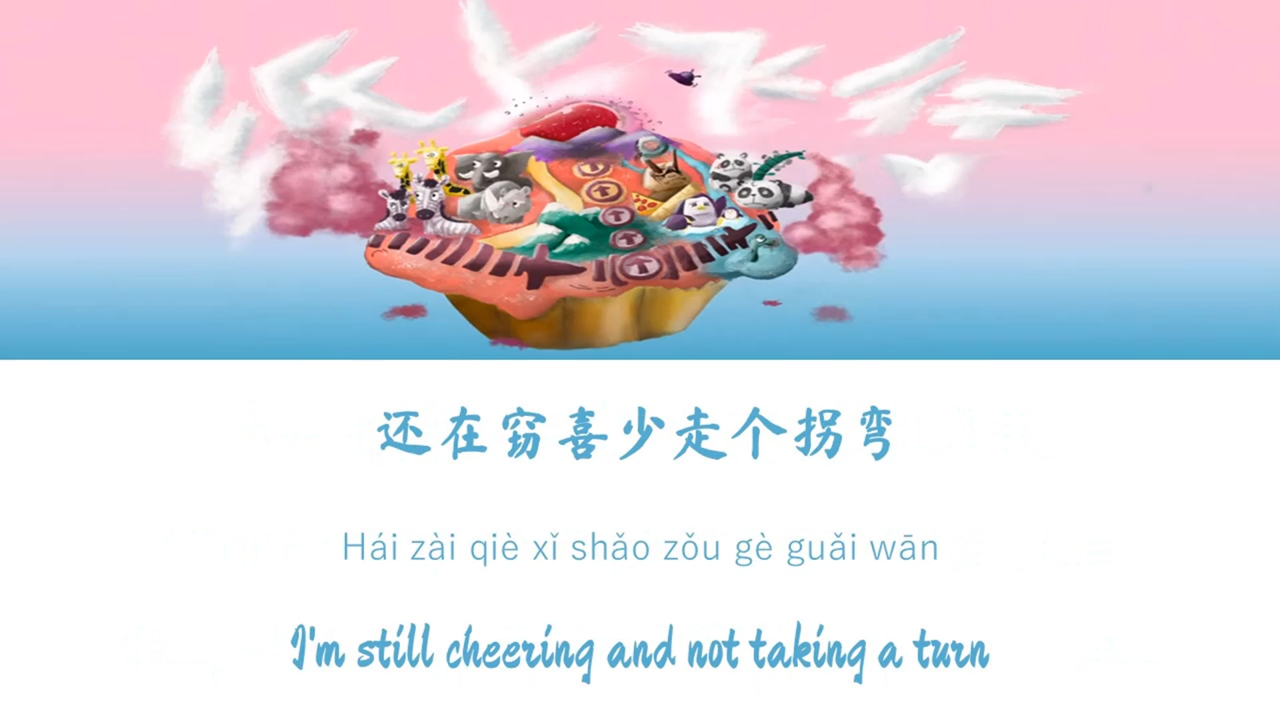 还在窃喜少走个拐弯
Hái zài qiè xǐ shǎo zǒu gè guǎi wān
I'm still cheering and not taking a turn